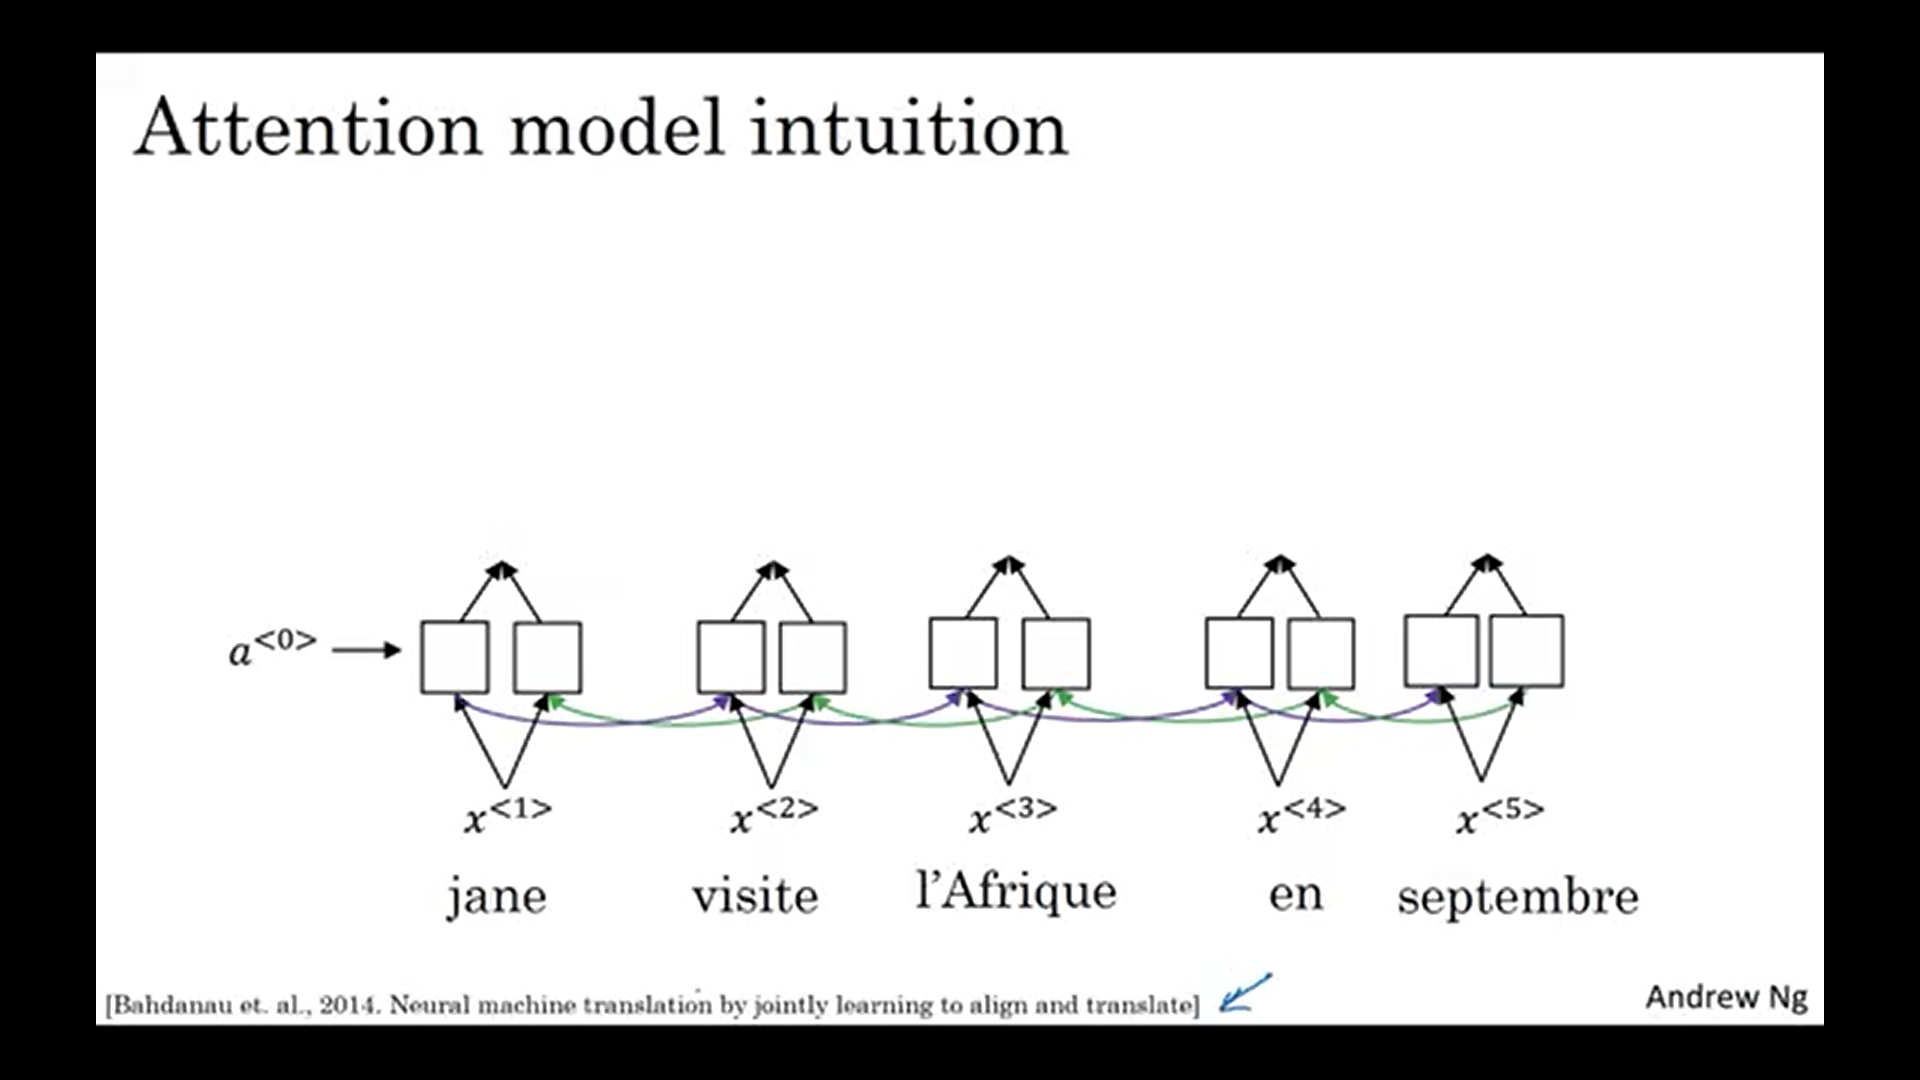 Attention model intuition
a<0>
x<1> x<2> x<3> x<4> x<5>
jane visite l'Afrique en septembre
[Bahdanau et. al., 2014. Neural machine translation by jointly learning to align and translate]
Andrew Ng